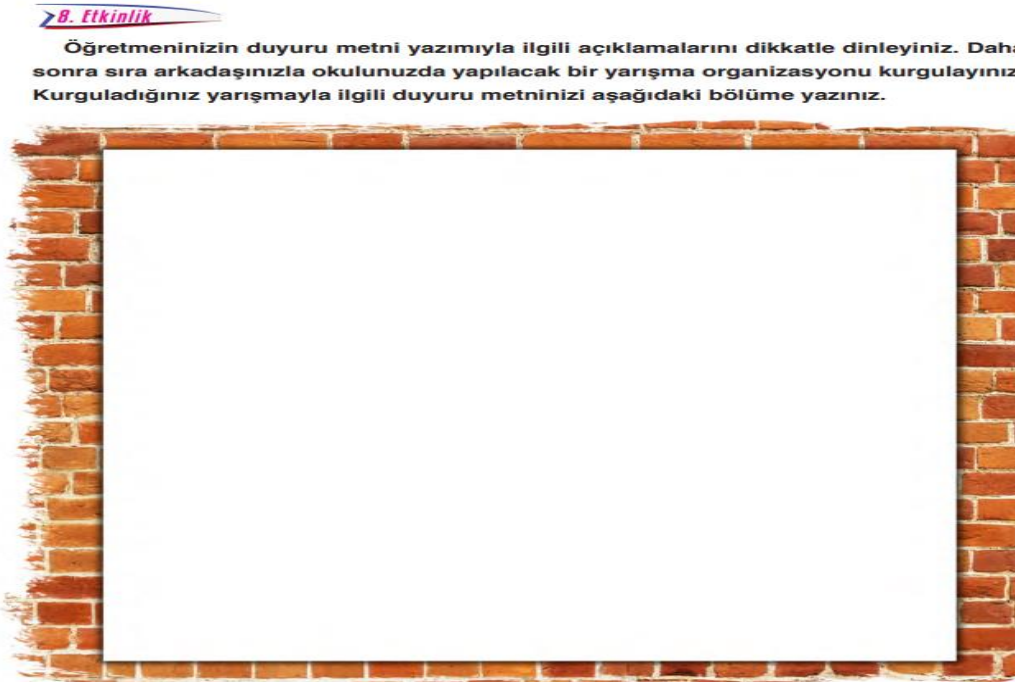 8. Etkinlik
Öğretmeninizin duyuru metni yazımıyla ilgili açıklamalarını dikkatle dinleyiniz. Daha
sonra sıra arkadaşınızla okulunuzda yapılacak bir yarışma organizasyonu kurgulayınız
Kurguladığınız yarışmayla ilgili duyuru metninizi aşağıdaki bölüme yazınız.